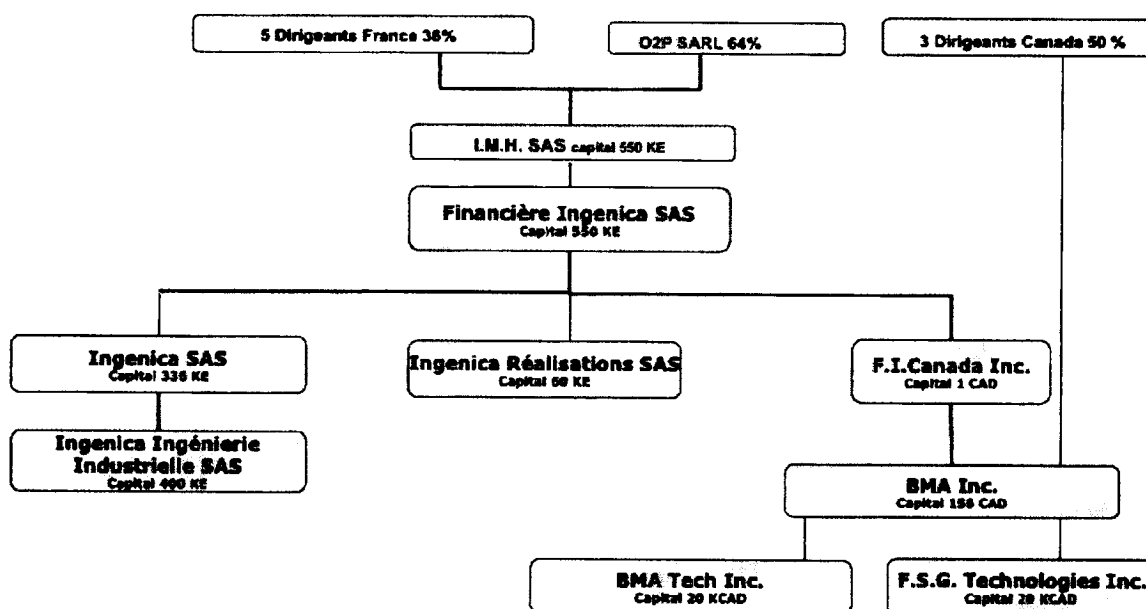 5 Dirigeants France 36%
O2P SARL 64%
3 Dirigeants Canada 50 %
I.M.H. SAS capital 550 KE
Financière Ingenica SAS
Capital 550 KE
Ingenica SAS
Capital 336 KE
Ingenica Réalisations SAS
Capital 60 KE
F.I.Canada Inc.
Capital 1 CAD
Ingenica Ingénierie
Industrielle SAS
Capital 400 KE
BMA Inc.
Capital 156 CAD
BMA Tech Inc.
Capital 20 KCAD
F.S.G. Technologies Inc.
Capital 20 KCAD